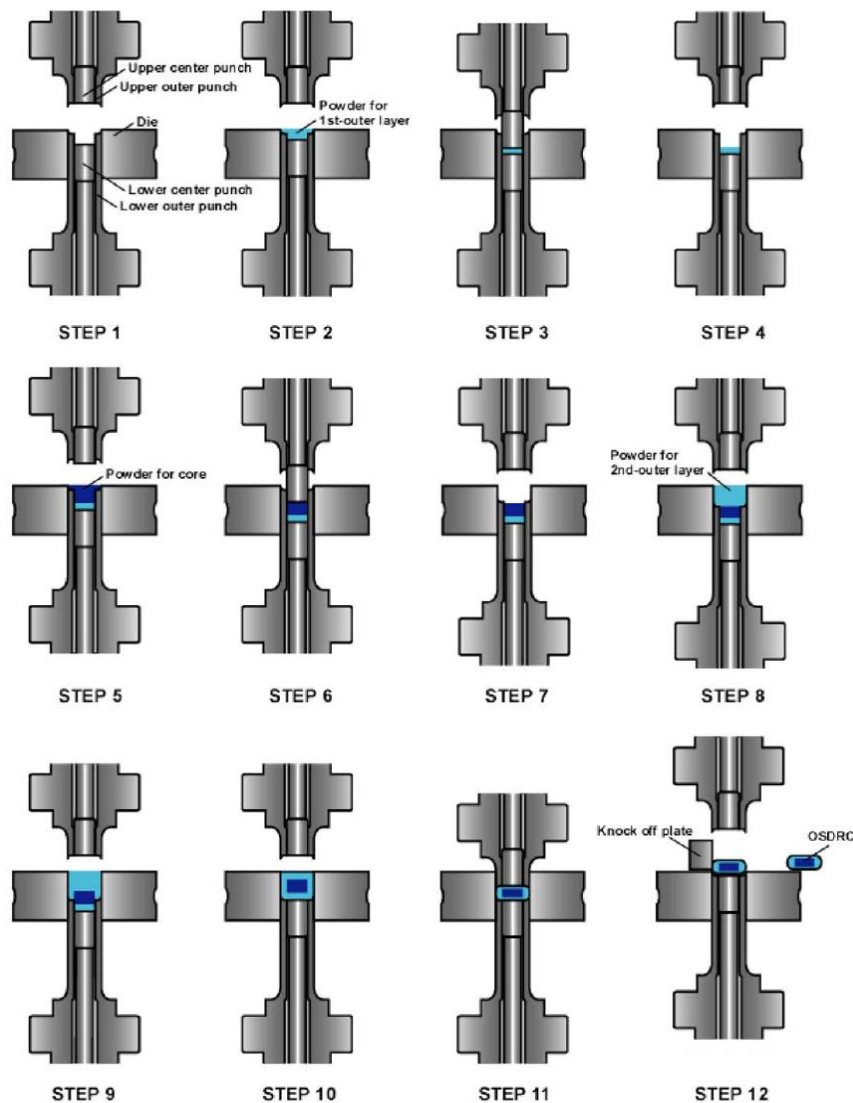 Upper center punch
Upper outer punch
Die
Lower center punch
Lower outer punch
Powder for
1st-outer layer
STEP 1
STEP 2
STEP 3
STEP 4
Powder for core
Powder for
2nd-outer layer
STEP 5
STEP 6
STEP 7
STEP 8
Knock off plate
OSDRC
STEP 9
STEP 10
STEP 11
STEP 12